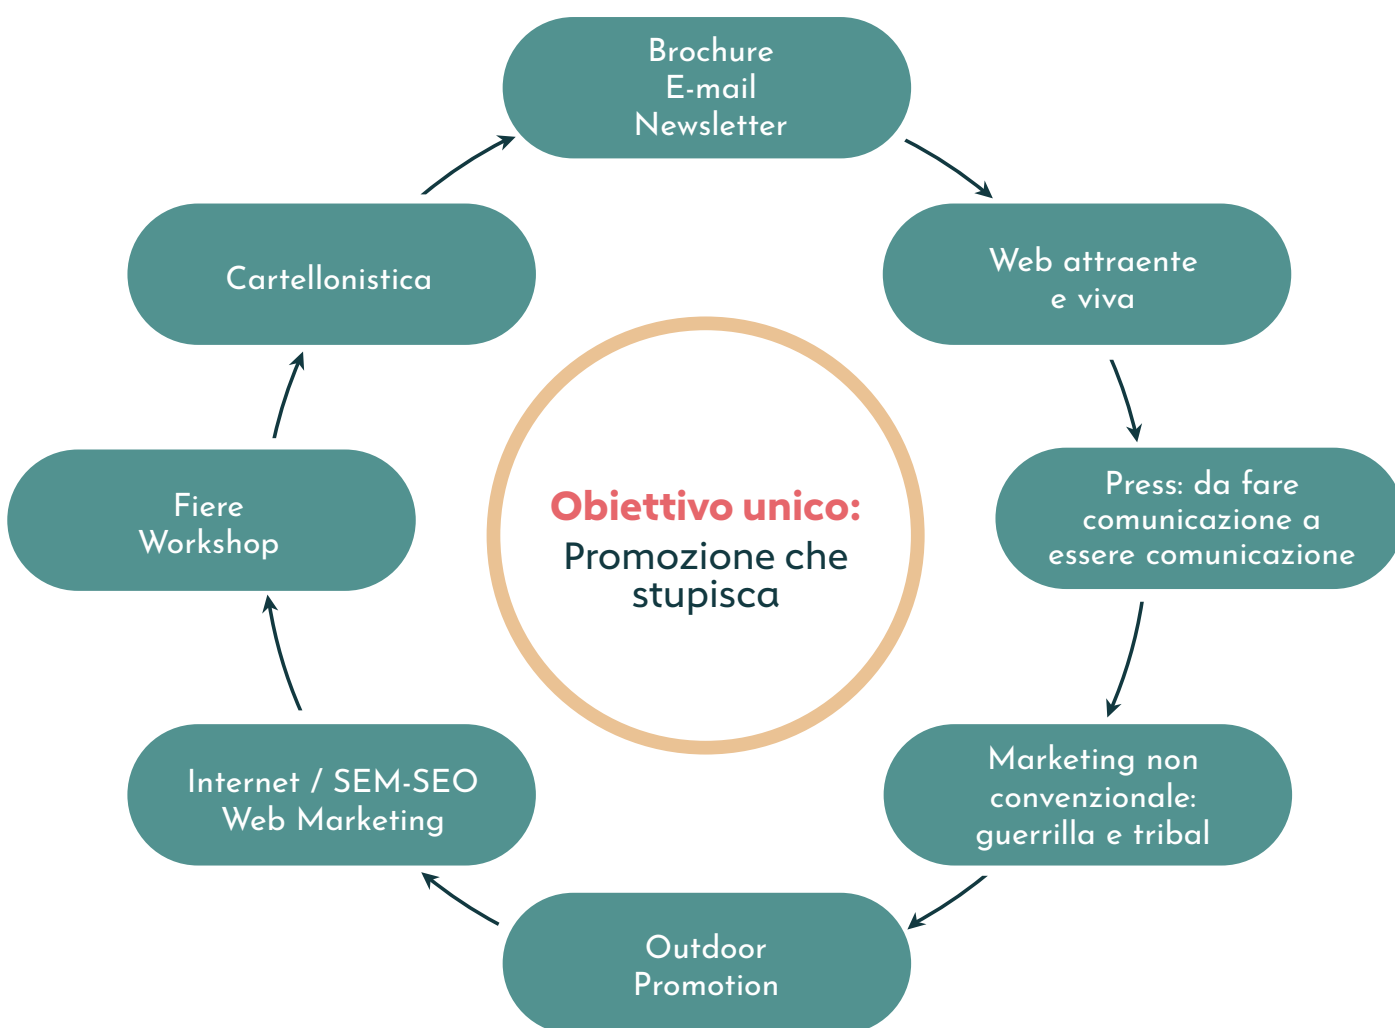 Brochure
E-mail
Newsletter
Web attraente
e viva
Press: da fare
comunicazione a
essere comunicazione
Marketing non
convenzionale:
guerrilla e tribal
Outdoor
Promotion
Internet / SEM-SEO
Web Marketing
Fiere
Workshop
Cartellonistica
Obiettivo unico:
Promozione che
stupisca